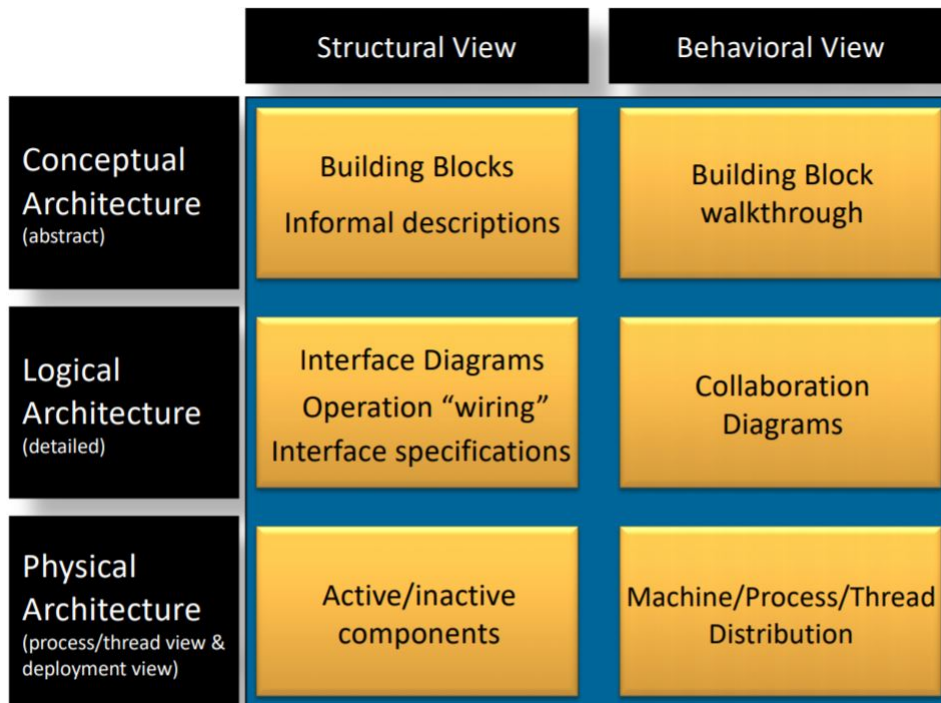 Structural View
Behavioral View
Conceptual
Architecture
(abstract)
Building Blocks
Informal descriptions
Building Block
walkthrough
Logical
Architecture
(detailed)
Interface Diagrams
Operation “wiring”
Interface specifications
Collaboration
Diagrams
Physical
Architecture
(process/thread view &
deployment view)
Active/inactive
components
Machine/Process/Thread
Distribution